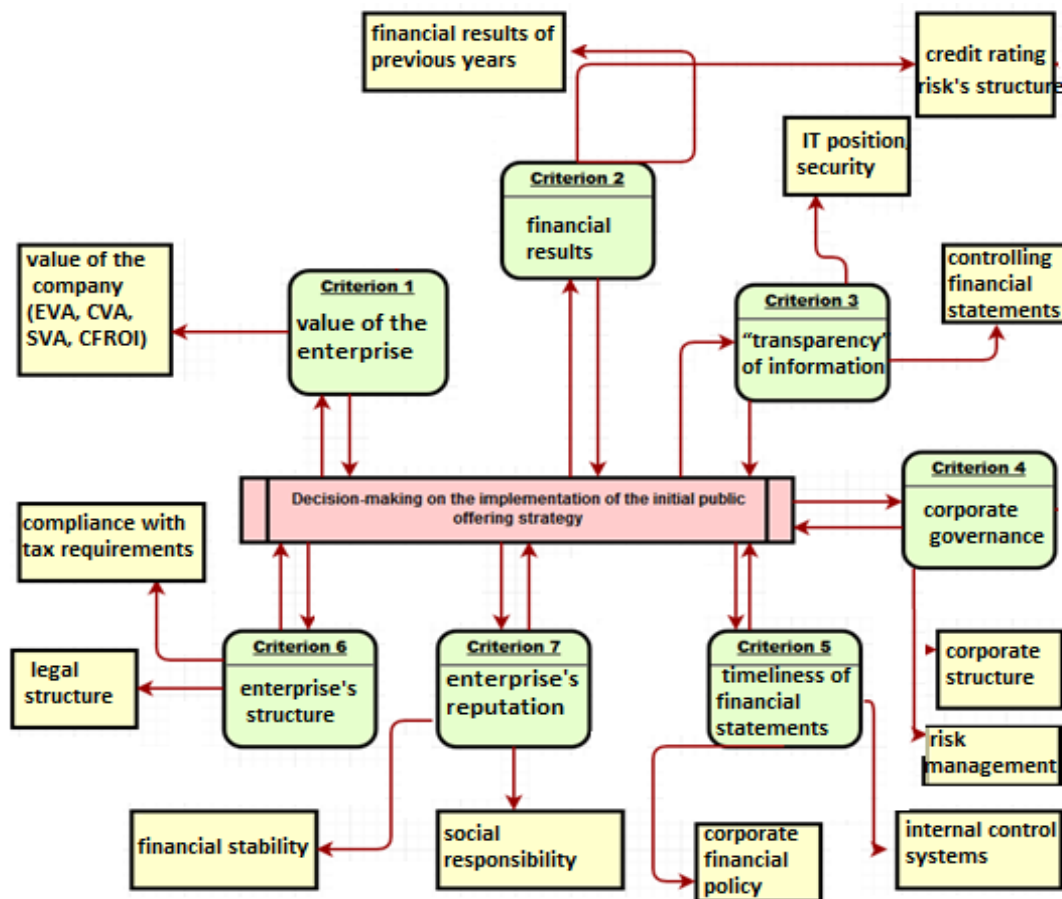 financial results of
previous years
credit rating
risk's structure
IT position,
security
Criterion 2
financial
results
value of the
company
(EVA, CVA,
SVA, CFROI)
Criterion 1
value of the
enterprise
Criterion 3
“transparency”
of information
controlling
financial
statements
Decision-making on the implementation of the initial public
offering strategy
Criterion 4
corporate
governance
compliance with
tax requirements
legal
structure
Criterion 6
enterprise's
structure
Criterion 7
enterprise's
reputation
Criterion 5
timeliness of
financial
statements
corporate
structure
risk
management
financial stability
social
responsibility
corporate
financial
policy
internal control
systems